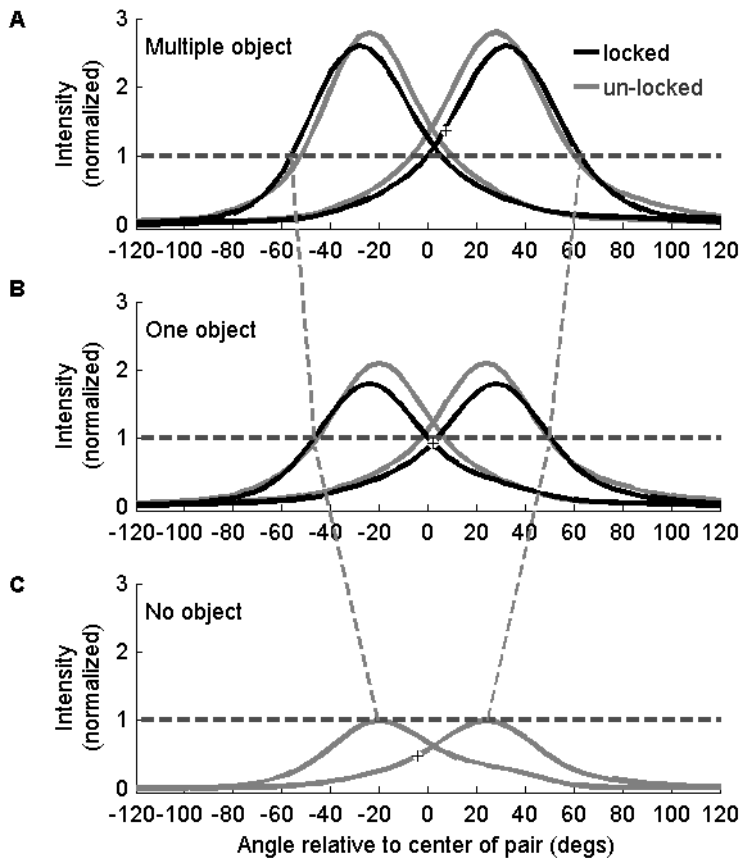 A
Multiple object
locked
un-locked
Intensity
(normalized)
3
2
1
0
-120 -100 -80 -60 -40 -20 0 20 40 60 80 100 120
B
One object
Intensity
(normalized)
3
2
1
0
-120 -100 -80 -60 -40 -20 0 20 40 60 80 100 120
C
No object
Intensity
(normalized)
3
2
1
0
-120 -100 -80 -60 -40 -20 0 20 40 60 80 100 120
Angle relative to center of pair (degs)